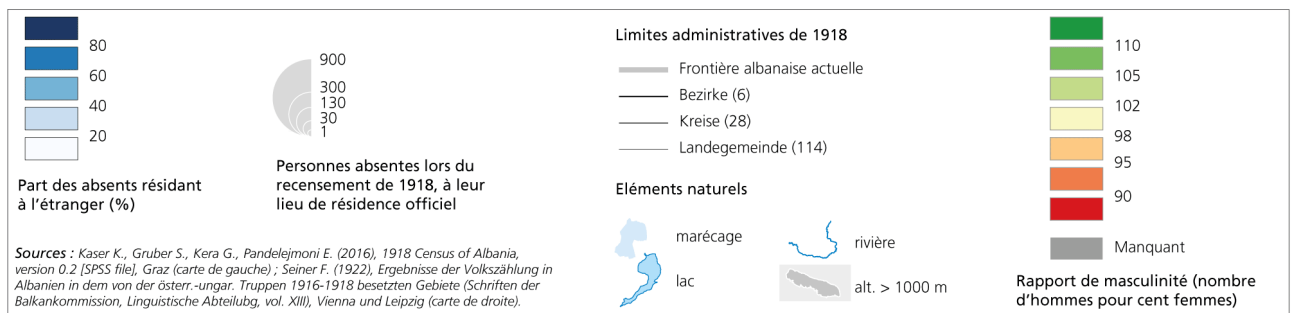 80
60
40
20
Part des absents résidant
à l'étranger (%)
900
300
130
30
1
Personnes absentes lors du
recensement de 1918, à leur
lieu de résidence officiel
Sources : Kaser K., Gruber S., Kera G., Pandelejmoni E. (2016), 1918 Census of Albania,
version 0.2 [SPSS file], Graz (carte de gauche) ; Seiner F. (1922), Ergebnisse der Volkszählung in
Albanien in dem von der österr.-ungar. Truppen 1916-1918 besetzten Gebiete (Schriften der
Balkankommission, Linguistische Abteilubg, vol. XIII), Vienna und Leipzig (carte de droite).
Limites administratives de 1918
Frontière albanaise actuelle
Bezirke (6)
Kreise (28)
Landegemeinde (114)
Eléments naturels
marécage
rivière
lac
alt. > 1000 m
110
105
102
98
95
90
Manquant
Rapport de masculinité (nombre
d'hommes pour cent femmes)